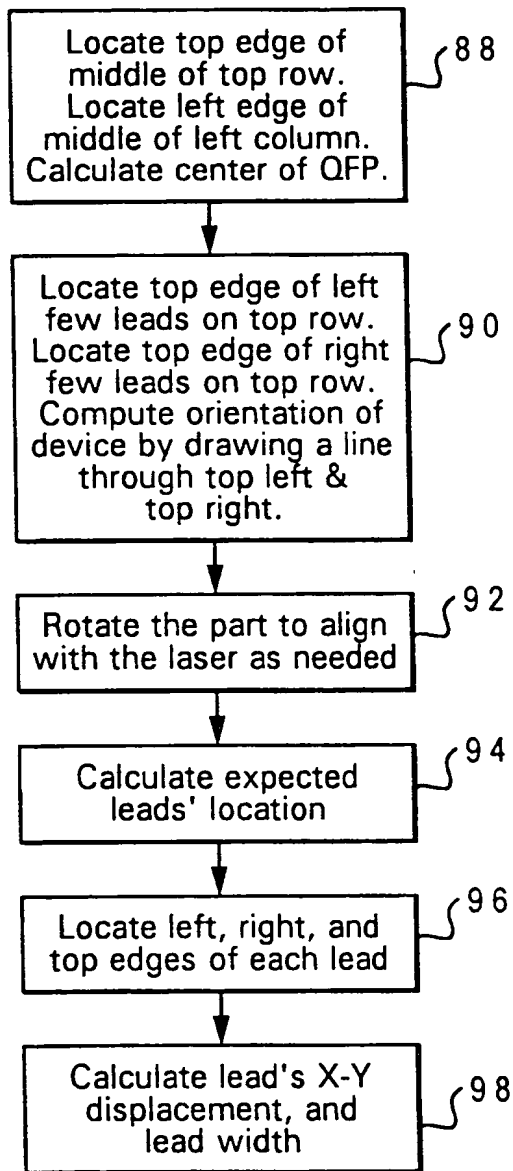 Locate top edge of
middle of top row.
Locate left edge of
middle of left column.
Calculate center of QFP.
88
Locate top edge of left
few leads on top row.
Locate top edge of right
few leads on top row.
Compute orientation of
device by drawing a line
through top left &
top right.
90
Rotate the part to align
with the laser as needed
92
Calculate expected
leads' location
94
Locate left, right, and
top edges of each lead
96
Calculate lead's X-Y
displacement, and
lead width
98